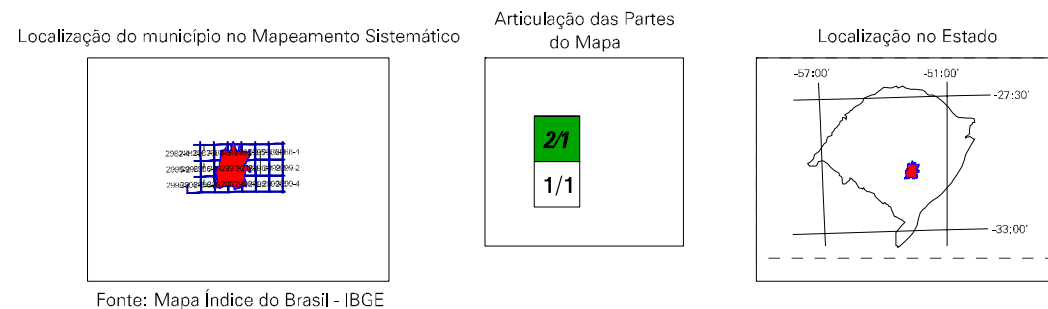 Localização do município no Mapeamento Sistemático
Fonte: Mapa Índice do Brasil - IBGE
Articulação das Partes
do Mapa
2/1
1/1
Localização no Estado
-57:00'
-51:00'
-27:30'
-33:00'